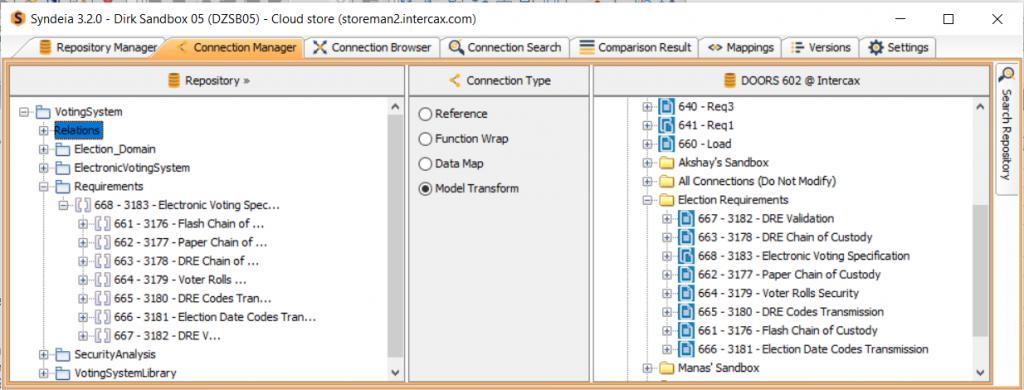 Syndeia 3.2.0 - Dirk Sandbox 05 (DZSB05) - Cloud store (storeman2.intercax.com)
Repository Manager Connection Manager Connection Browser Connection Search Comparison Result Mappings Versions Settings
Repository »
VotingSystem
Relations
Election_Domain
ElectronicVotingSystem
Requirements
668 - 3183 - Electronic Voting Spec...
661 - 3176 - Flash Chain of ...
662 - 3177 - Paper Chain of ...
663 - 3178 - DRE Chain of ...
664 - 3179 - Voter Rolls ...
665 - 3180 - DRE Codes Tran...
666 - 3181 - Election Date Codes Tran...
667 - 3182 - DRE V...
SecurityAnalysis
VotingSystemLibrary
Connection Type
Reference
Function Wrap
Data Map
Model Transform
DOORS 602 @ Intercax
640 - Req3
641 - Req1
660 - Load
Akshay's Sandbox
All Connections (Do Not Modify)
Election Requirements
667 - 3182 - DRE Validation
663 - 3178 - DRE Chain of Custody
668 - 3183 - Electronic Voting Specification
662 - 3177 - Paper Chain of Custody
664 - 3179 - Voter Rolls Security
665 - 3180 - DRE Codes Transmission
661 - 3176 - Flash Chain of Custody
666 - 3181 - Election Date Codes Transmission
Manas' Sandbox
Search Repository